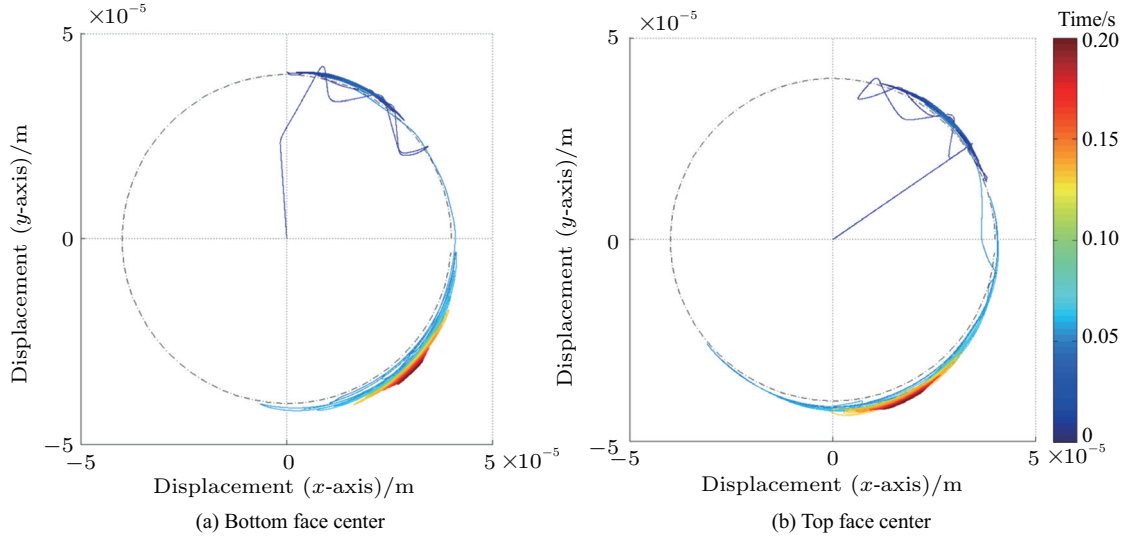 ×10⁻⁵
5
0
−5
−5
0
5 ×10⁻⁵
Displacement (y-axis)/m
Displacement (x-axis)/m
(a) Bottom face center
×10⁻⁵
5
0
−5
−5
0
5 ×10⁻⁵
Displacement (y-axis)/m
Displacement (x-axis)/m
(b) Top face center
Time/s
0.20
0.15
0.10
0.05
0